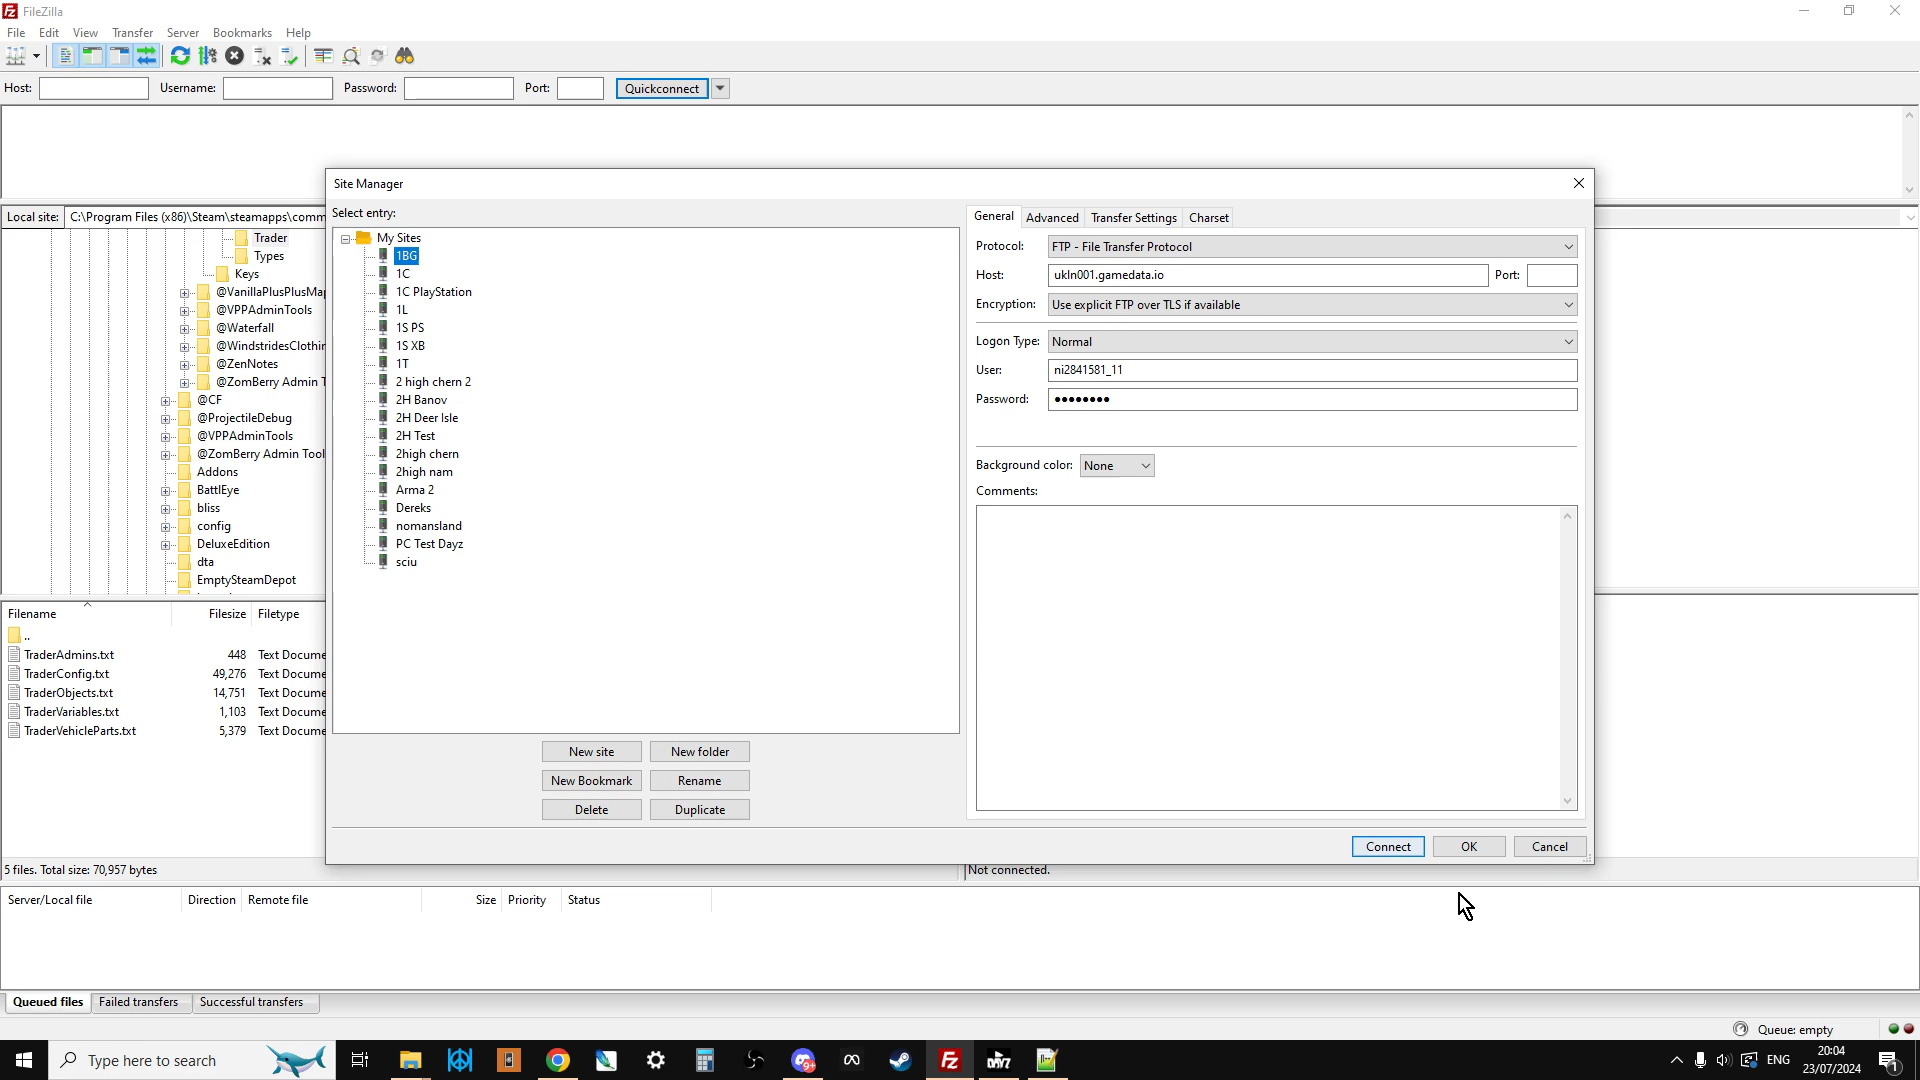 FileZilla
File Edit View Transfer Server Bookmarks Help
Host: Username: Password: Port: Quickconnect
Local site: C:\Program Files (x86)\Steam\steamapps\comm
Trader
Types
Keys
@VanillaPlusPlusMap
@VPPAdminTools
@Waterfall
@WindstridesClothin
@ZenNotes
@ZomBerry Admin T
@CF
@ProjectileDebug
@VPPAdminTools
@ZomBerry Admin Tool
Addons
BattlEye
bliss
config
DeluxeEdition
dta
EmptySteamDepot
Filename Filesize Filetype
..
TraderAdmins.txt 448 Text Docume
TraderConfig.txt 49,276 Text Docume
TraderObjects.txt 14,751 Text Docume
TraderVariables.txt 1,103 Text Docume
TraderVehicleParts.txt 5,379 Text Docume
5 files. Total size: 70,957 bytes
Site Manager
Select entry:
My Sites
1BG
1C
1C PlayStation
1L
1S PS
1S XB
1T
2 high chern 2
2H Banov
2H Deer Isle
2H Test
2high chern
2high nam
Arma 2
Dereks
nomansland
PC Test Dayz
sciu
New site New folder
New Bookmark Rename
Delete Duplicate
General Advanced Transfer Settings Charset
Protocol: FTP - File Transfer Protocol
Host: ukln001.gamedata.io Port:
Encryption: Use explicit FTP over TLS if available
Logon Type: Normal
User: ni2841581_11
Password: ••••••••
Background color: None
Comments:
Connect OK Cancel
Not connected.
Server/Local file Direction Remote file Size Priority Status
Queued files Failed transfers Successful transfers
Queue: empty
Type here to search
9+
DAYZ
ENG
20:04
23/07/2024
1